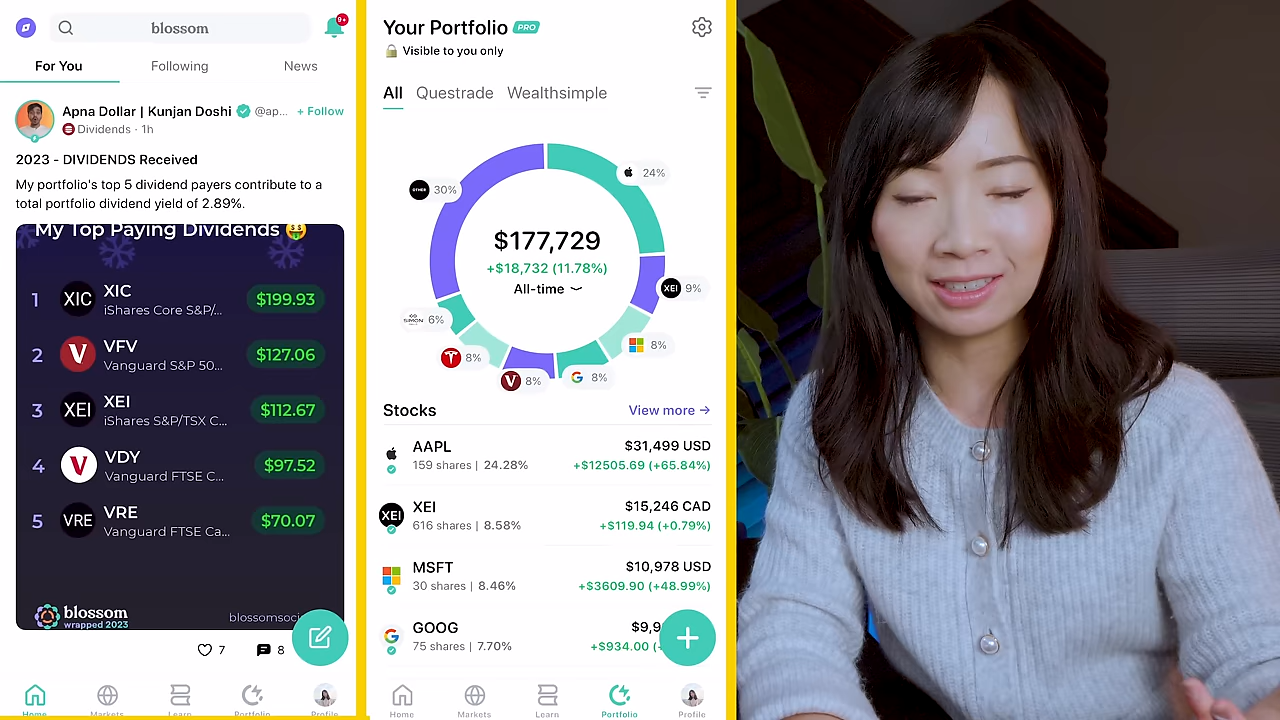 blossom
9+
For You
Following
News
Apna Dollar | Kunjan Doshi
@ap...
+ Follow
Dividends · 1h
2023 - DIVIDENDS Received
My portfolio's top 5 dividend payers contribute to a
total portfolio dividend yield of 2.89%.
My Top Paying Dividends
1
XIC
XIC
iShares Core S&P/...
$199.93
2
V
VFV
Vanguard S&P 50...
$127.06
3
XEI
XEI
iShares S&P/TSX C...
$112.67
4
V
VDY
Vanguard FTSE C...
$97.52
5
VRE
VRE
Vanguard FTSE Ca...
$70.07
blossom
wrapped 2023
blossomsoci
7
8
Home
Markets
Learn
Portfolio
Profile
Your Portfolio
PRO
Visible to you only
All
Questrade
Wealthsimple
OTHER
30%
24%
XEI
9%
8%
G
8%
V
8%
T
8%
SIMON
6%
$177,729
+$18,732 (11.78%)
All-time
Stocks
View more →
AAPL
159 shares | 24.28%
$31,499 USD
+$12505.69 (+65.84%)
XEI
XEI
616 shares | 8.58%
$15,246 CAD
+$119.94 (+0.79%)
MSFT
30 shares | 8.46%
$10,978 USD
+$3609.90 (+48.99%)
G
GOOG
75 shares | 7.70%
$9,9
+$934.00 (
Home
Markets
Learn
Portfolio
Profile